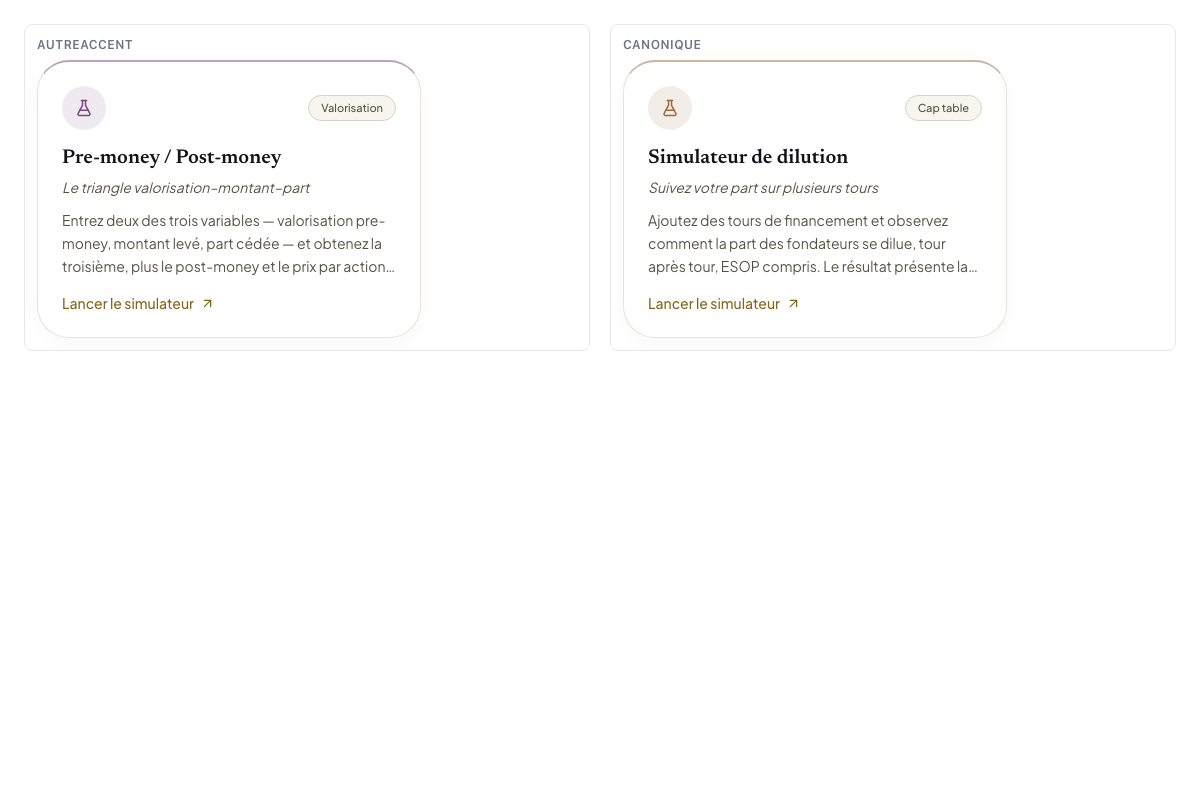 AUTREACCENT
Valorisation
Pre-money / Post-money
Le triangle valorisation–montant–part
Entrez deux des trois variables — valorisation pre-
money, montant levé, part cédée — et obtenez la
troisième, plus le post-money et le prix par action…
Lancer le simulateur
CANONIQUE
Cap table
Simulateur de dilution
Suivez votre part sur plusieurs tours
Ajoutez des tours de financement et observez
comment la part des fondateurs se dilue, tour
après tour, ESOP compris. Le résultat présente la…
Lancer le simulateur